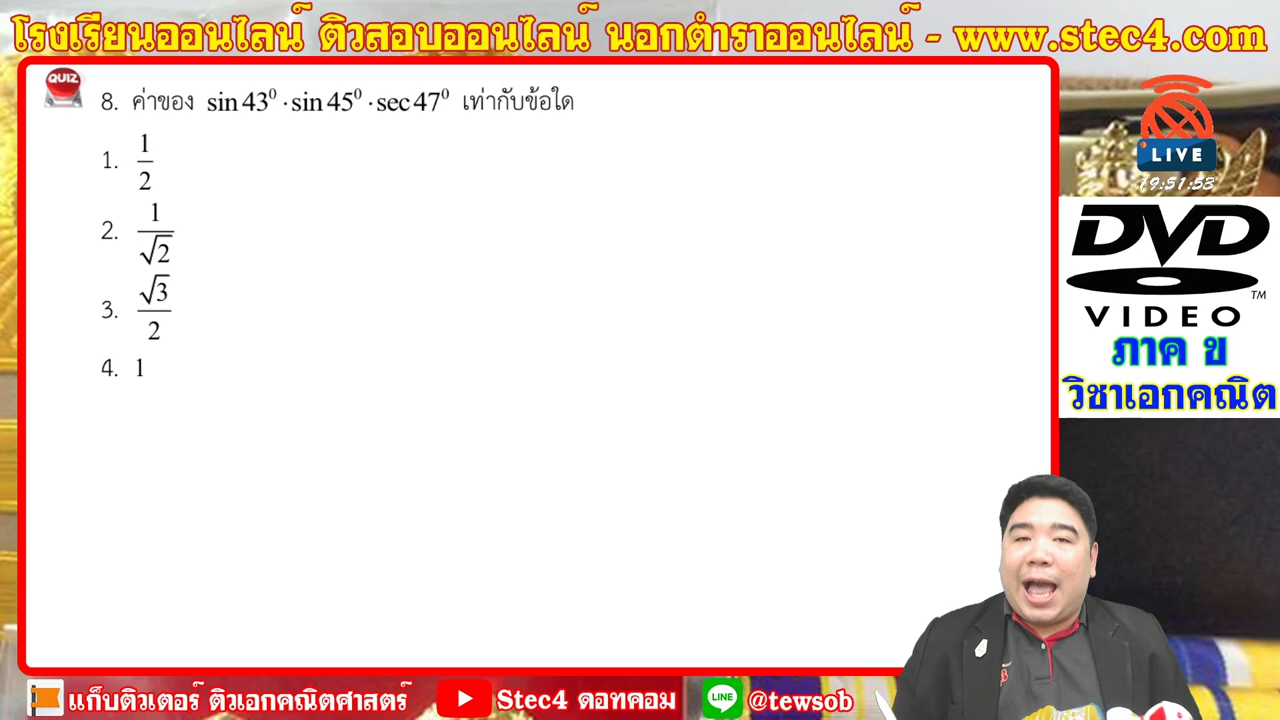 โรงเรียนออนไลน์ ติวสอบออนไลน์ นอกตำราออนไลน์ - www.stec4.com
QUIZ
8. ค่าของ sin 43⁰ · sin 45⁰ · sec 47⁰ เท่ากับข้อใด
1. 1/2
2. 1/√2
3. √3/2
4. 1
LIVE
19:51:53
DVD
VIDEO TM
ภาค ข
วิชาเอกคณิต
แก็บติวเตอร์ ติวเอกคณิตศาสตร์
Stec4 ดอทคอม
LINE @tewsob